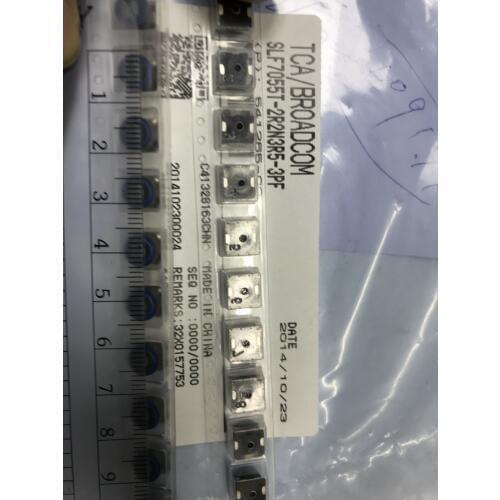 TCA/BROADCOM
SLF7055T-2R2N3R5-3PF
C41328163CHN MADE IN CHINA
2014102300024
SEQ NO :0000/0000
REMARKS:32X0157753
DATE
2014/10/23
1
2
3
4
5
6
7
8
9